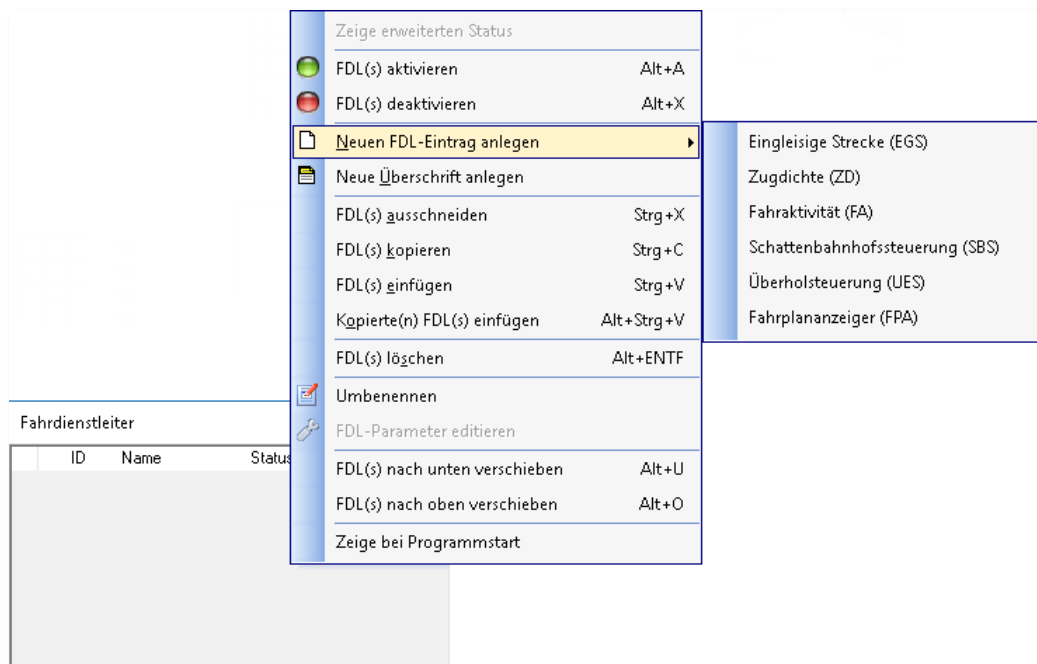 Zeige erweiterten Status
FDL(s) aktivieren Alt+A
FDL(s) deaktivieren Alt+X
Neuen FDL-Eintrag anlegen
Neue Überschrift anlegen
FDL(s) ausschneiden Strg+X
FDL(s) kopieren Strg+C
FDL(s) einfügen Strg+V
Kopierte(n) FDL(s) einfügen Alt+Strg+V
FDL(s) löschen Alt+ENTF
Umbenennen
FDL-Parameter editieren
FDL(s) nach unten verschieben Alt+U
FDL(s) nach oben verschieben Alt+O
Zeige bei Programmstart
Eingleisige Strecke (EGS)
Zugdichte (ZD)
Fahraktivität (FA)
Schattenbahnhofssteuerung (SBS)
Überholsteuerung (UES)
Fahrplananzeiger (FPA)
Fahrdienstleiter
ID Name Status